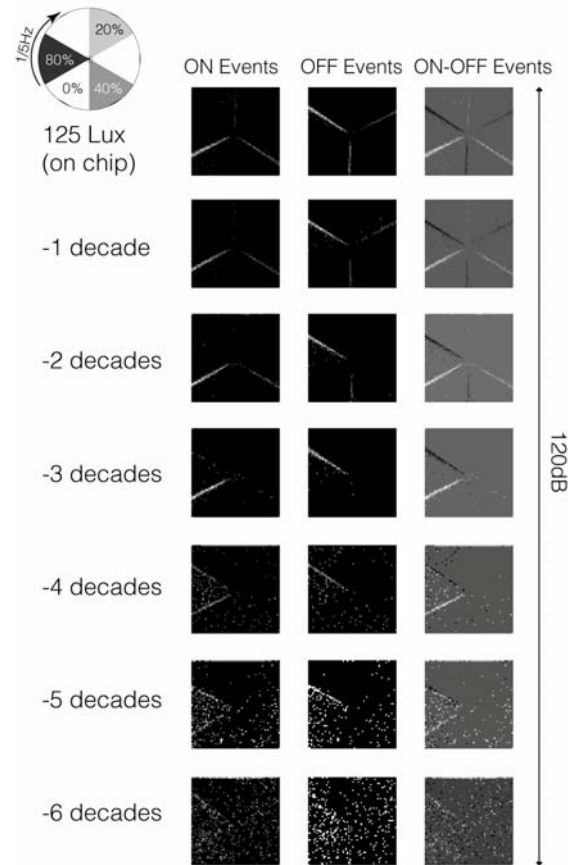 1/5Hz
20%
80%
0%
40%
125 Lux
(on chip)
ON Events
OFF Events
ON-OFF Events
-1 decade
-2 decades
-3 decades
-4 decades
-5 decades
-6 decades
120dB